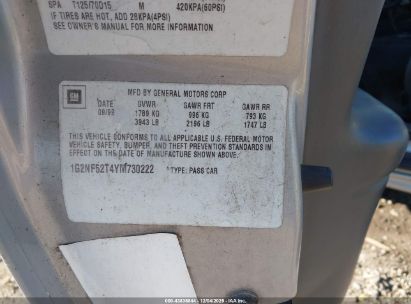 SPA T125/70D15 M 420KPA(60PSI)
IF TIRES ARE HOT, ADD 28KPA(4PSI)
SEE OWNER'S MANUAL FOR MORE
GM
MFD BY GENERAL MOTORS CORP
DATE GVWR GAWR FRT GAWR RR
1789 KG 996 KG 793 KG
3943 LB 2196 LB 1747 LB
THIS VEHICLE CONFORMS TO ALL APPLICABLE U.S. FEDERAL MOTOR
VEHICLE SAFETY, BUMPER, AND THEFT PREVENTION STANDARDS IN
EFFECT ON THE DATE OF MANUFACTURE SHOWN ABOVE.
1G2NF52T4YM730222 TYPE: PASS CAR